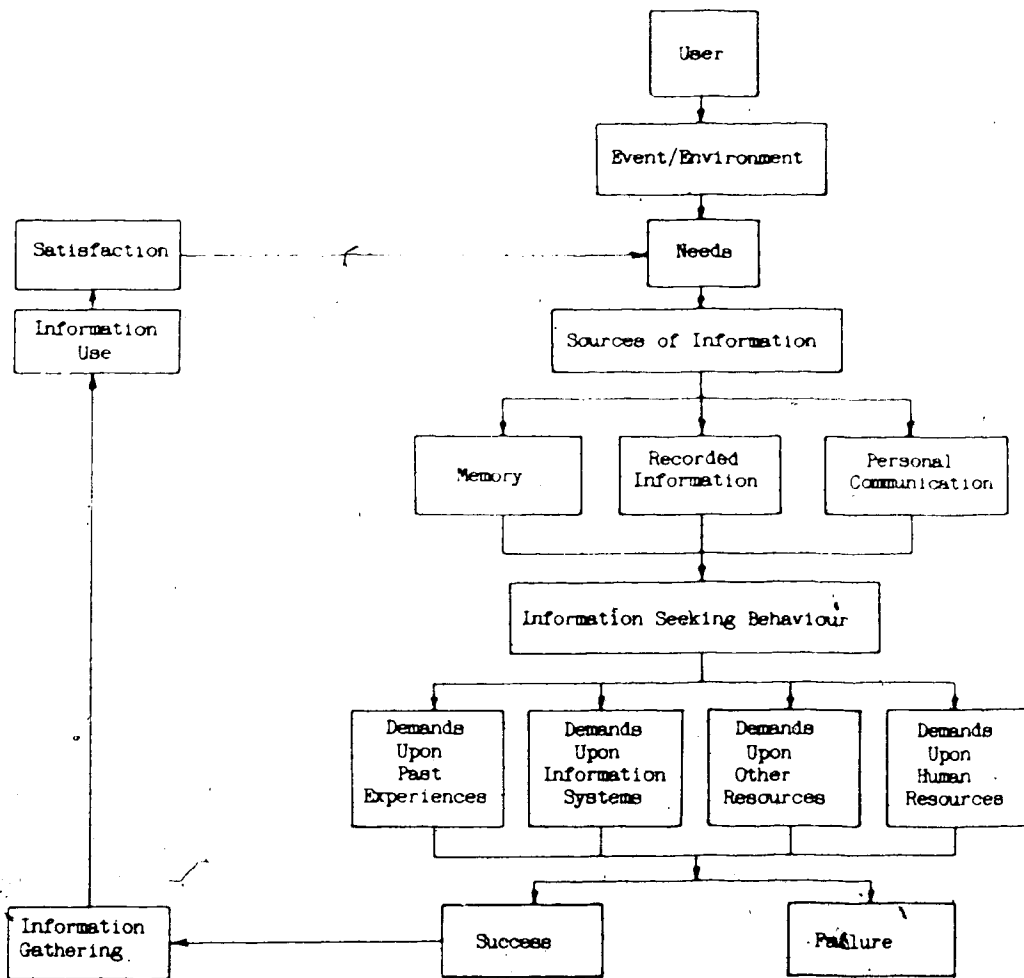 User
Event/Environment
Satisfaction
Needs
Information
Use
Sources of Information
Memory
Recorded
Information
Personal
Communication
Information Seeking Behaviour
Demands
Upon
Past
Experiences
Demands
Upon
Information
Systems
Demands
Upon
Other
Resources
Demands
Upon
Human
Resources
Information
Gathering
Success
Failure